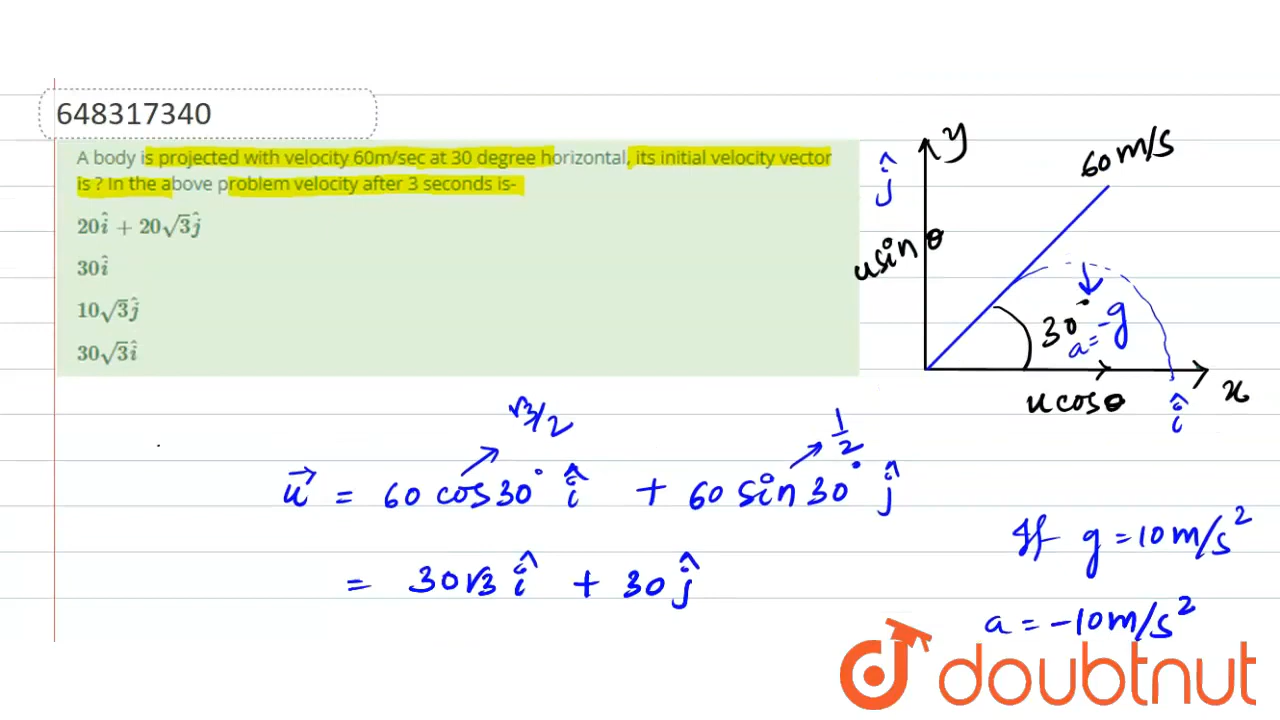 648317340
A body is projected with velocity 60m/sec at 30 degree horizontal, its initial velocity vector
is ? In the above problem velocity after 3 seconds is-
20î + 20√3ĵ
30î
10√3ĵ
30√3î
y
ĵ
60 m/s
u sin θ
30°
a = -g
u cos θ
x
î
√3/2
1/2
u⃗ = 60 cos 30° î + 60 sin 30° ĵ
= 30√3 î + 30 ĵ
If g = 10 m/s²
a = -10 m/s²
doubtnut